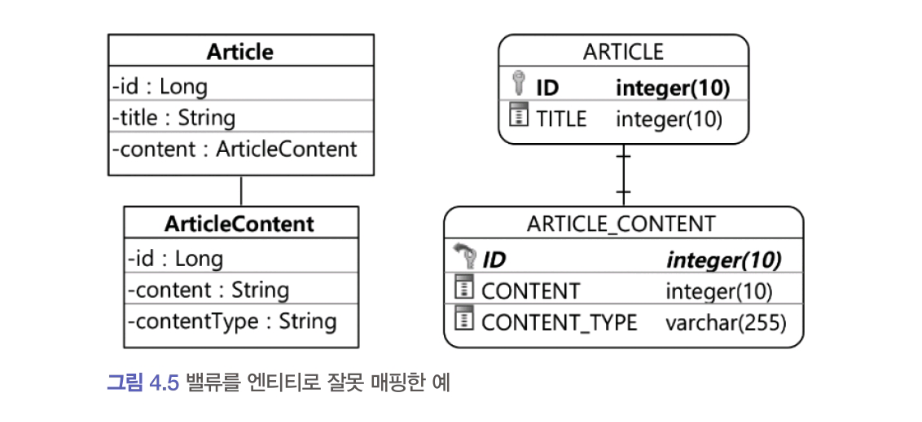 Article
-id : Long
-title : String
-content : ArticleContent
ArticleContent
-id : Long
-content : String
-contentType : String
ARTICLE
ID integer(10)
TITLE integer(10)
ARTICLE_CONTENT
ID integer(10)
CONTENT integer(10)
CONTENT_TYPE varchar(255)
그림 4.5 밸류를 엔티티로 잘못 매핑한 예